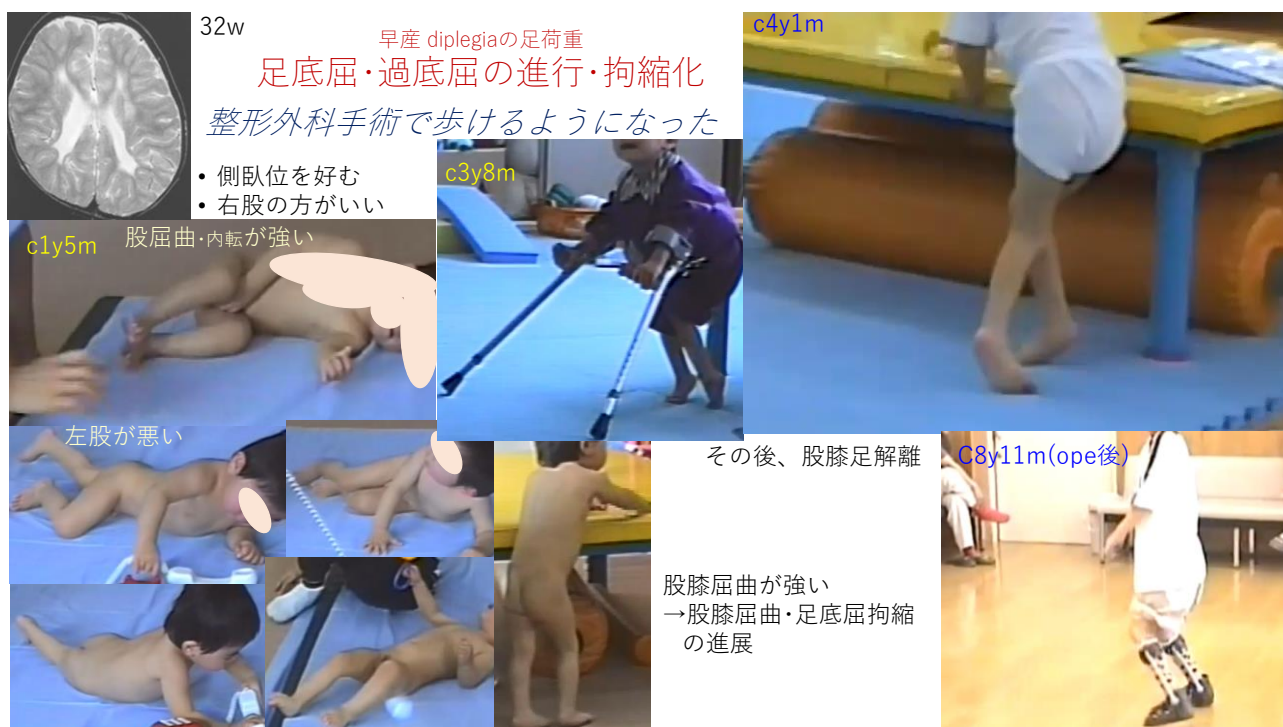 32w
早産 diplegiaの足荷重
足底屈・過底屈の進行・拘縮化
整形外科手術で歩けるようになった
• 側臥位を好む
• 右股の方がいい
c1y5m
股屈曲・内転が強い
c3y8m
c4y1m
左股が悪い
その後、股膝足解離
C8y11m(ope後)
股膝屈曲が強い
→股膝屈曲・足底屈拘縮
の進展